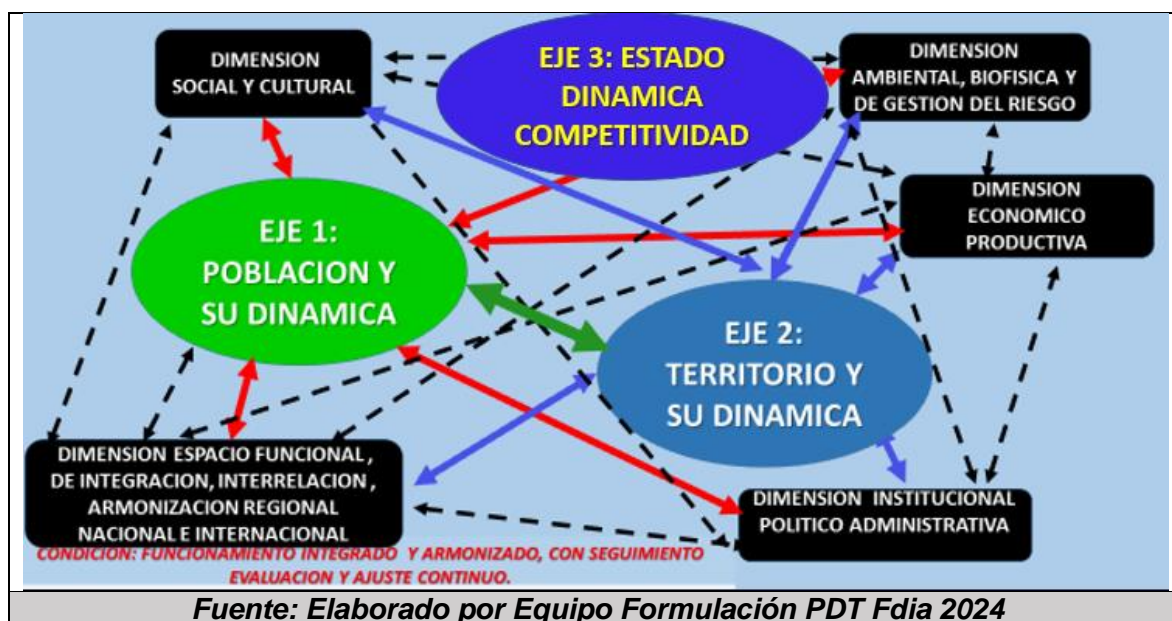 DIMENSION
SOCIAL Y CULTURAL
EJE 3: ESTADO
DINAMICA
COMPETITIVIDAD
DIMENSION
AMBIENTAL, BIOFISICA Y
DE GESTION DEL RIESGO
DIMENSION
ECONOMICO
PRODUCTIVA
EJE 1:
POBLACION Y
SU DINAMICA
EJE 2:
TERRITORIO Y
SU DINAMICA
DIMENSION ESPACIO FUNCIONAL,
DE INTEGRACION, INTERRELACION,
ARMONIZACION REGIONAL
NACIONAL E INTERNACIONAL
DIMENSION INSTITUCIONAL
POLITICO ADMINISTRATIVA
CONDICION: FUNCIONAMIENTO INTEGRADO Y ARMONIZADO, CON SEGUIMIENTO
EVALUACION Y AJUSTE CONTINUO.
Fuente: Elaborado por Equipo Formulación PDT Fdia 2024